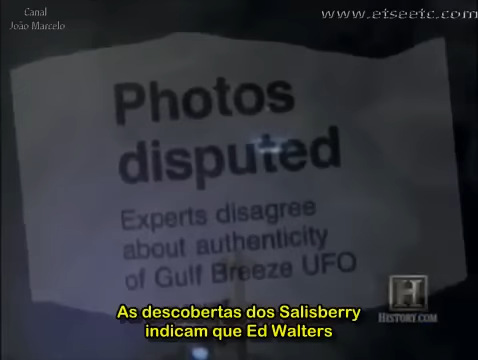 Canal
João Marcelo
www.etseetc.com
Photos
disputed
Experts disagree
about authenticity
of Gulf Breeze UFO
H
HISTORY.COM
As descobertas dos Salisberry
indicam que Ed Walters